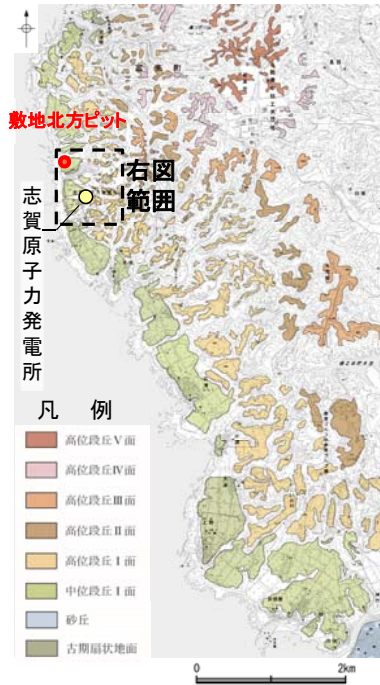 敷地北方ピット
右図
範囲
志賀原子力発電所
凡 例
高位段丘Ⅴ面
高位段丘Ⅳ面
高位段丘Ⅲ面
高位段丘Ⅱ面
高位段丘Ⅰ面
中位段丘Ⅰ面
砂丘
古期扇状地面
0 2km